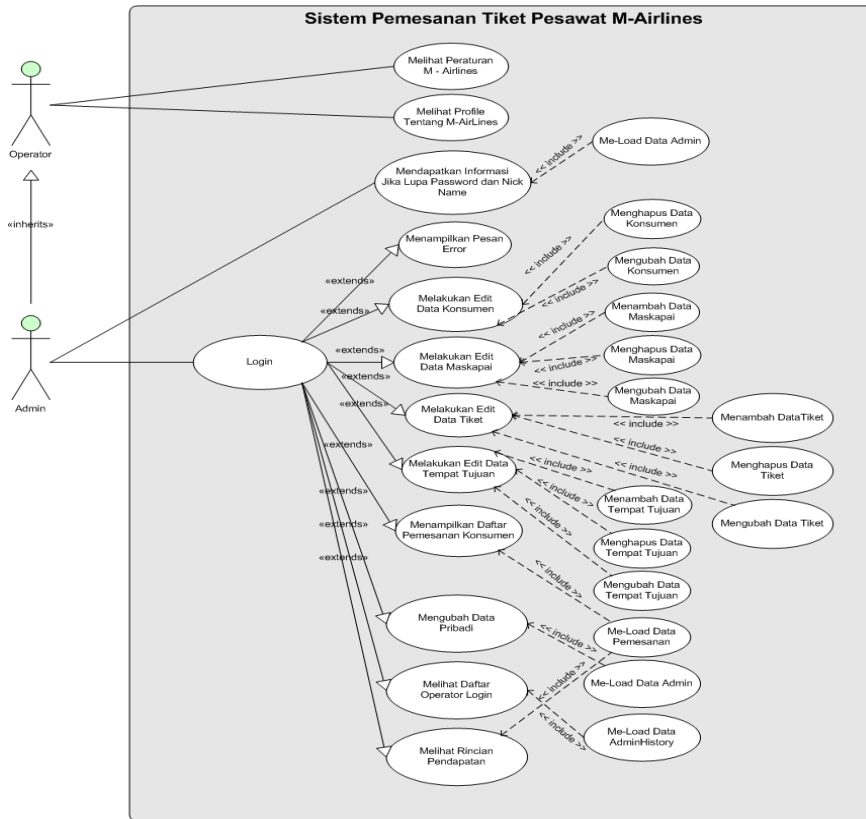 Sistem Pemesanan Tiket Pesawat M-Airlines
Melihat Peraturan
M - Airlines
Melihat Profile
Tentang M-AirLines
Operator
Mendapatkan Informasi
Jika Lupa Password dan Nick
Name
<< include >>
Me-Load Data Admin
«inherits»
Menampilkan Pesan
Error
«extends»
Menghapus Data
Konsumen
<< include >>
Melakukan Edit
Data Konsumen
«extends»
Mengubah Data
Konsumen
<< include >>
Menambah Data
Maskapai
<< include >>
Admin
Login
«extends»
Melakukan Edit
Data Maskapai
<< include >>
Menghapus Data
Maskapai
<< include >>
Mengubah Data
Maskapai
«extends»
Melakukan Edit
Data Tiket
<< include >>
Menambah DataTiket
<< include >>
Menghapus Data
Tiket
<< include >>
Mengubah Data Tiket
«extends»
Melakukan Edit Data
Tempat Tujuan
<< include >>
Menambah Data
Tempat Tujuan
<< include >>
Menghapus Data
Tempat Tujuan
<< include >>
Mengubah Data
Tempat Tujuan
«extends»
Menampilkan Daftar
Pemesanan Konsumen
<< include >>
Me-Load Data
Pemesanan
«extends»
Mengubah Data
Pribadi
<< include >>
Me-Load Data Admin
«extends»
Melihat Daftar
Operator Login
<< include >>
Me-Load Data
AdminHistory
«extends»
Melihat Rincian
Pendapatan
<< include >>